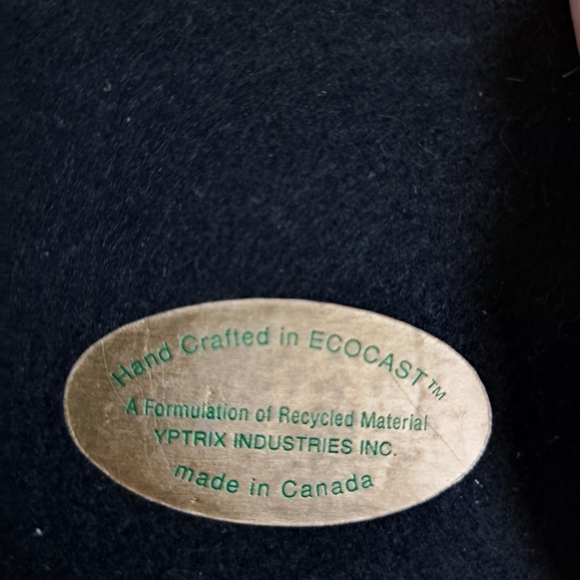 Hand Crafted in ECOCAST™
A Formulation of Recycled Material
YPTRIX INDUSTRIES INC.
made in Canada